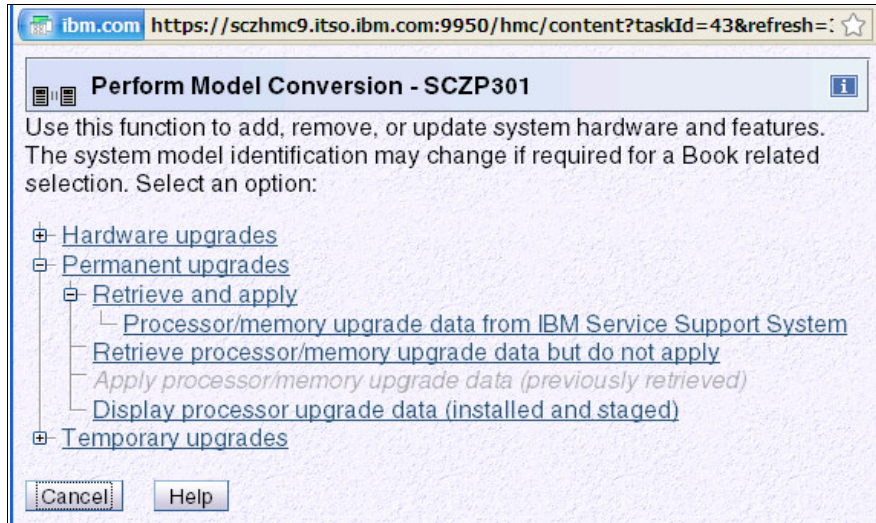 ibm.com https://sczhmc9.itso.ibm.com:9950/hmc/content?taskId=43&refresh=
Perform Model Conversion - SCZP301
i
Use this function to add, remove, or update system hardware and features.
The system model identification may change if required for a Book related
selection. Select an option:
Hardware upgrades
Permanent upgrades
Retrieve and apply
Processor/memory upgrade data from IBM Service Support System
Retrieve processor/memory upgrade data but do not apply
Apply processor/memory upgrade data (previously retrieved)
Display processor upgrade data (installed and staged)
Temporary upgrades
Cancel Help